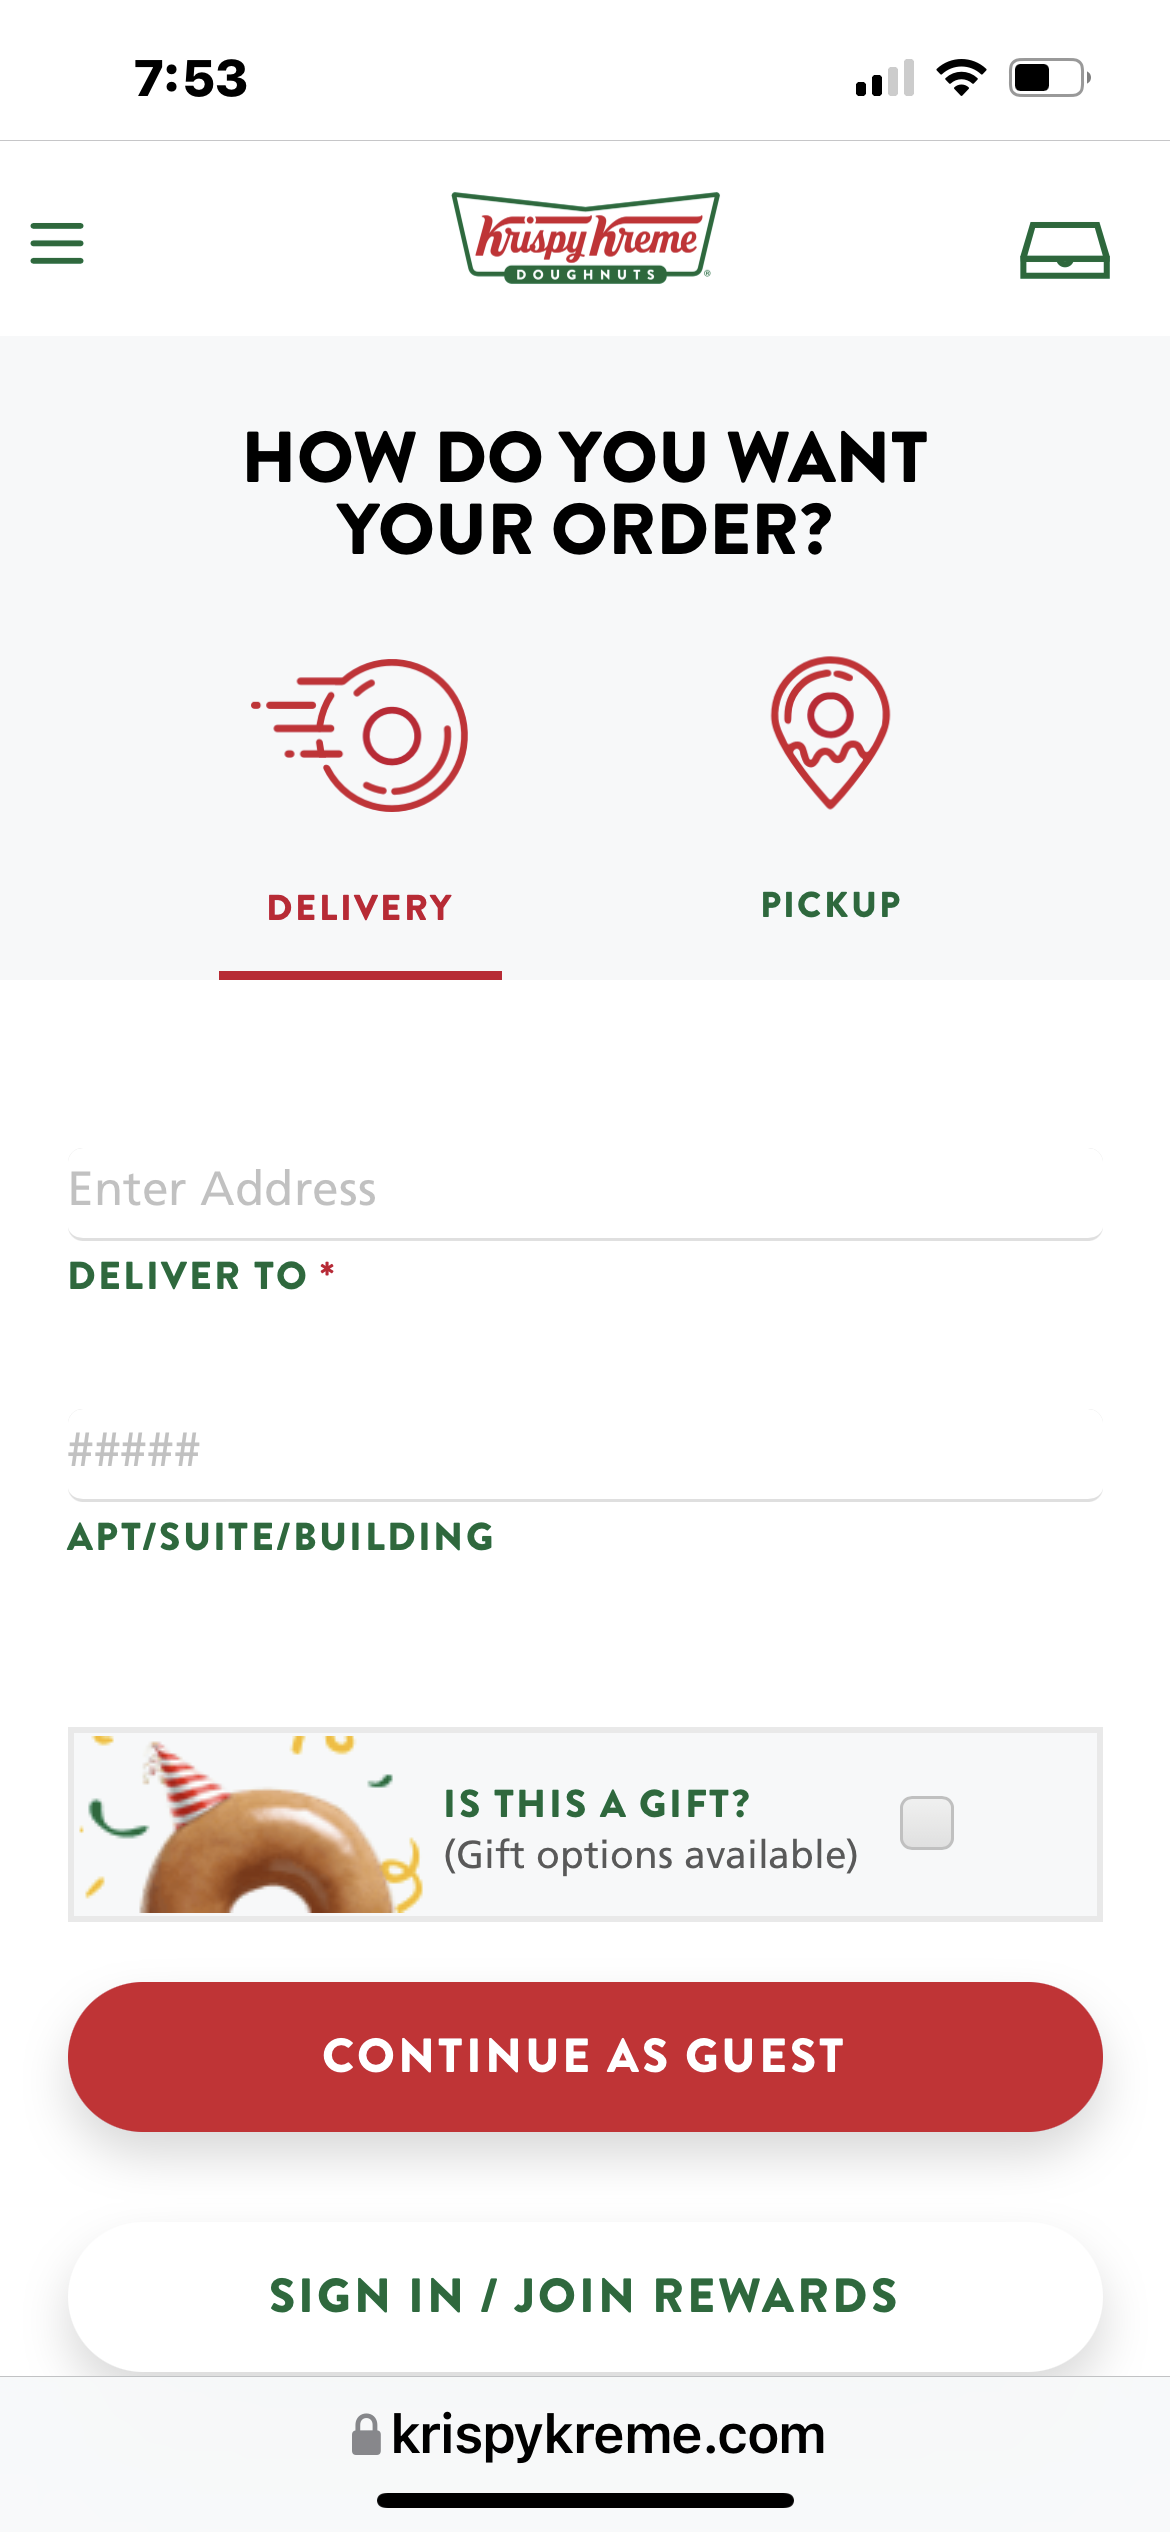 7:53
Krispy Kreme
DOUGHNUTS
®
HOW DO YOU WANT
YOUR ORDER?
DELIVERY
PICKUP
Enter Address
DELIVER TO *
#####
APT/SUITE/BUILDING
IS THIS A GIFT?
(Gift options available)
CONTINUE AS GUEST
SIGN IN / JOIN REWARDS
krispykreme.com